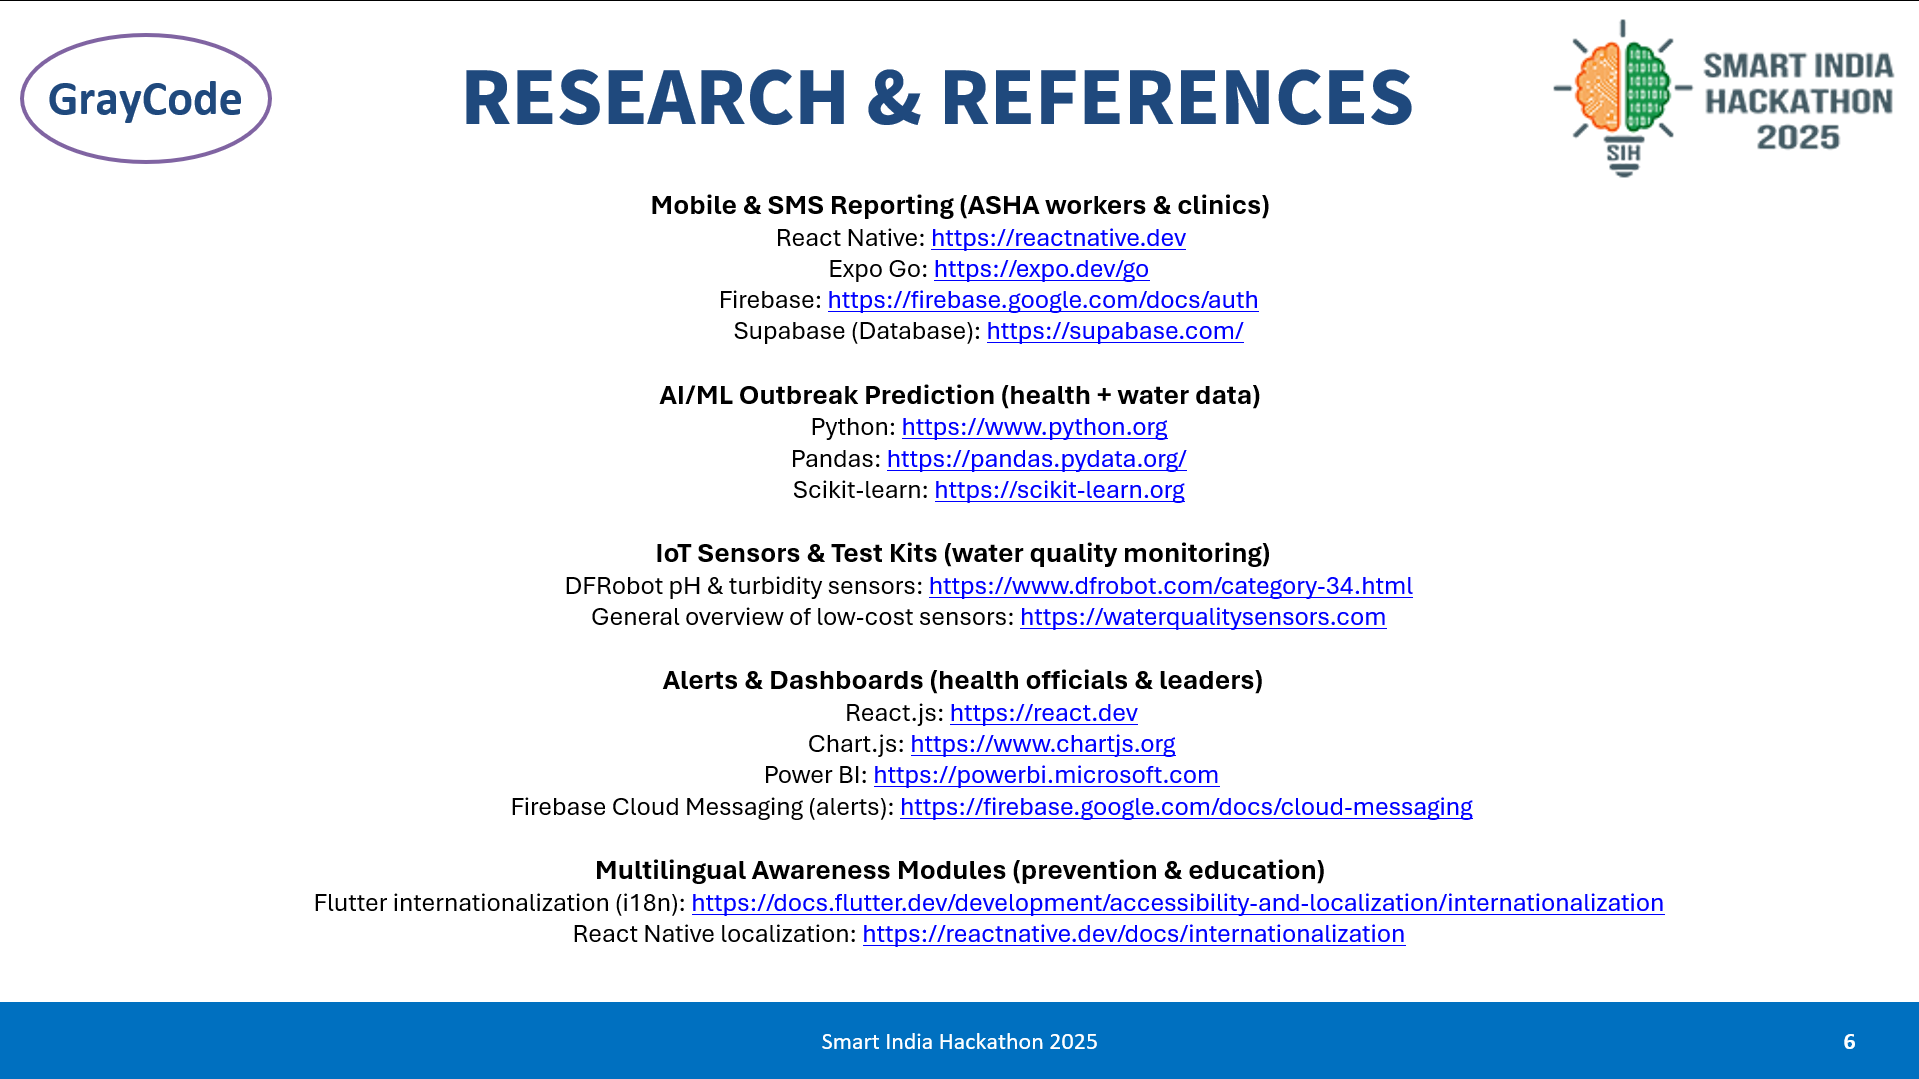 GrayCode
RESEARCH & REFERENCES
SIH
SMART INDIA
HACKATHON
2025
Mobile & SMS Reporting (ASHA workers & clinics)
React Native: https://reactnative.dev
Expo Go: https://expo.dev/go
Firebase: https://firebase.google.com/docs/auth
Supabase (Database): https://supabase.com/
AI/ML Outbreak Prediction (health + water data)
Python: https://www.python.org
Pandas: https://pandas.pydata.org/
Scikit-learn: https://scikit-learn.org
IoT Sensors & Test Kits (water quality monitoring)
DFRobot pH & turbidity sensors: https://www.dfrobot.com/category-34.html
General overview of low-cost sensors: https://waterqualitysensors.com
Alerts & Dashboards (health officials & leaders)
React.js: https://react.dev
Chart.js: https://www.chartjs.org
Power BI: https://powerbi.microsoft.com
Firebase Cloud Messaging (alerts): https://firebase.google.com/docs/cloud-messaging
Multilingual Awareness Modules (prevention & education)
Flutter internationalization (i18n): https://docs.flutter.dev/development/accessibility-and-localization/internationalization
React Native localization: https://reactnative.dev/docs/internationalization
Smart India Hackathon 2025
6